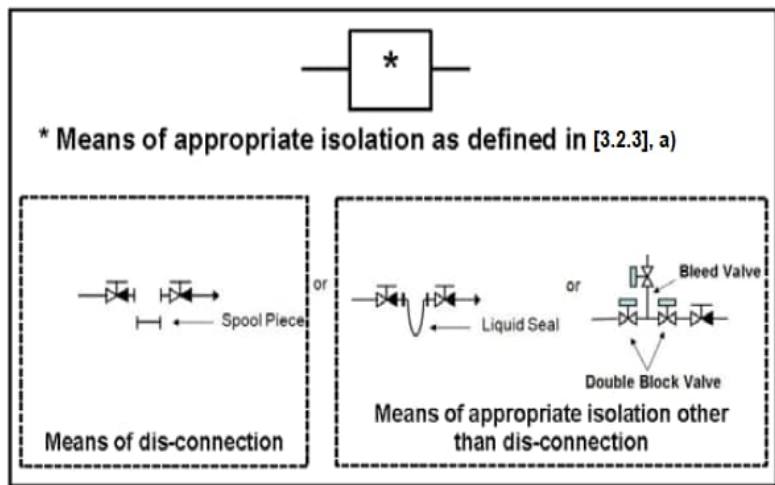 *
* Means of appropriate isolation as defined in [3.2.3], a)
Spool Piece
Means of dis-connection
or
Liquid Seal
or
Bleed Valve
Double Block Valve
Means of appropriate isolation other
than dis-connection